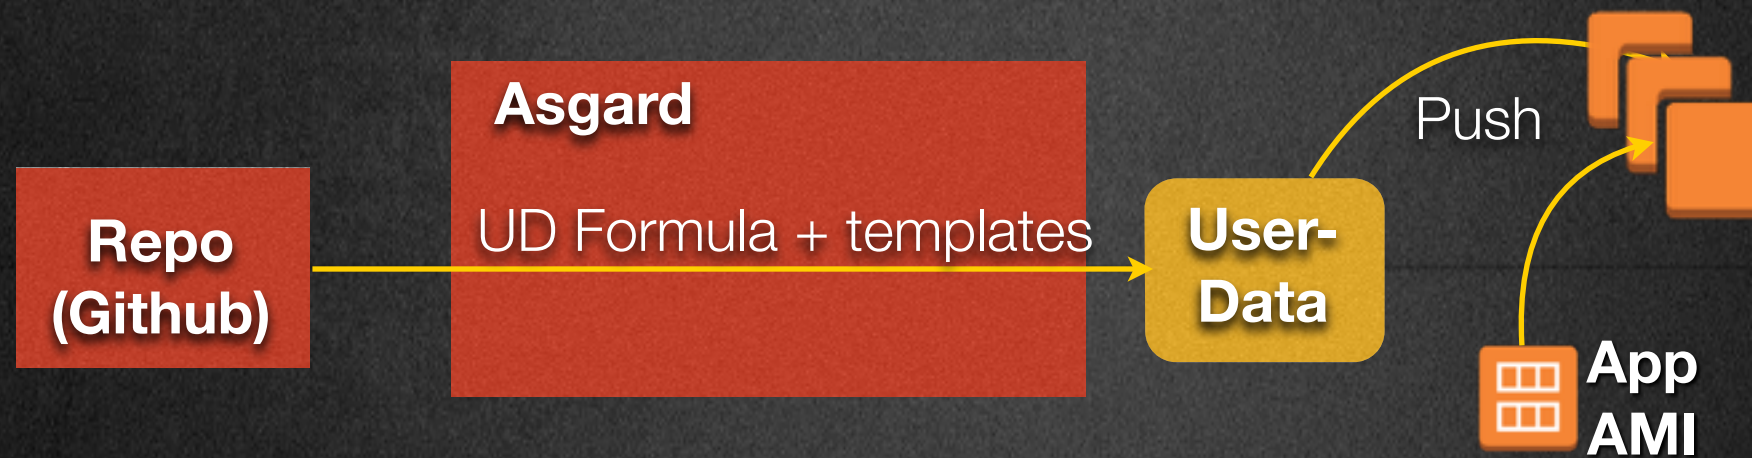 Asgard
Repo
(Github)
UD Formula + templates
User-
Data
Push
App
AMI